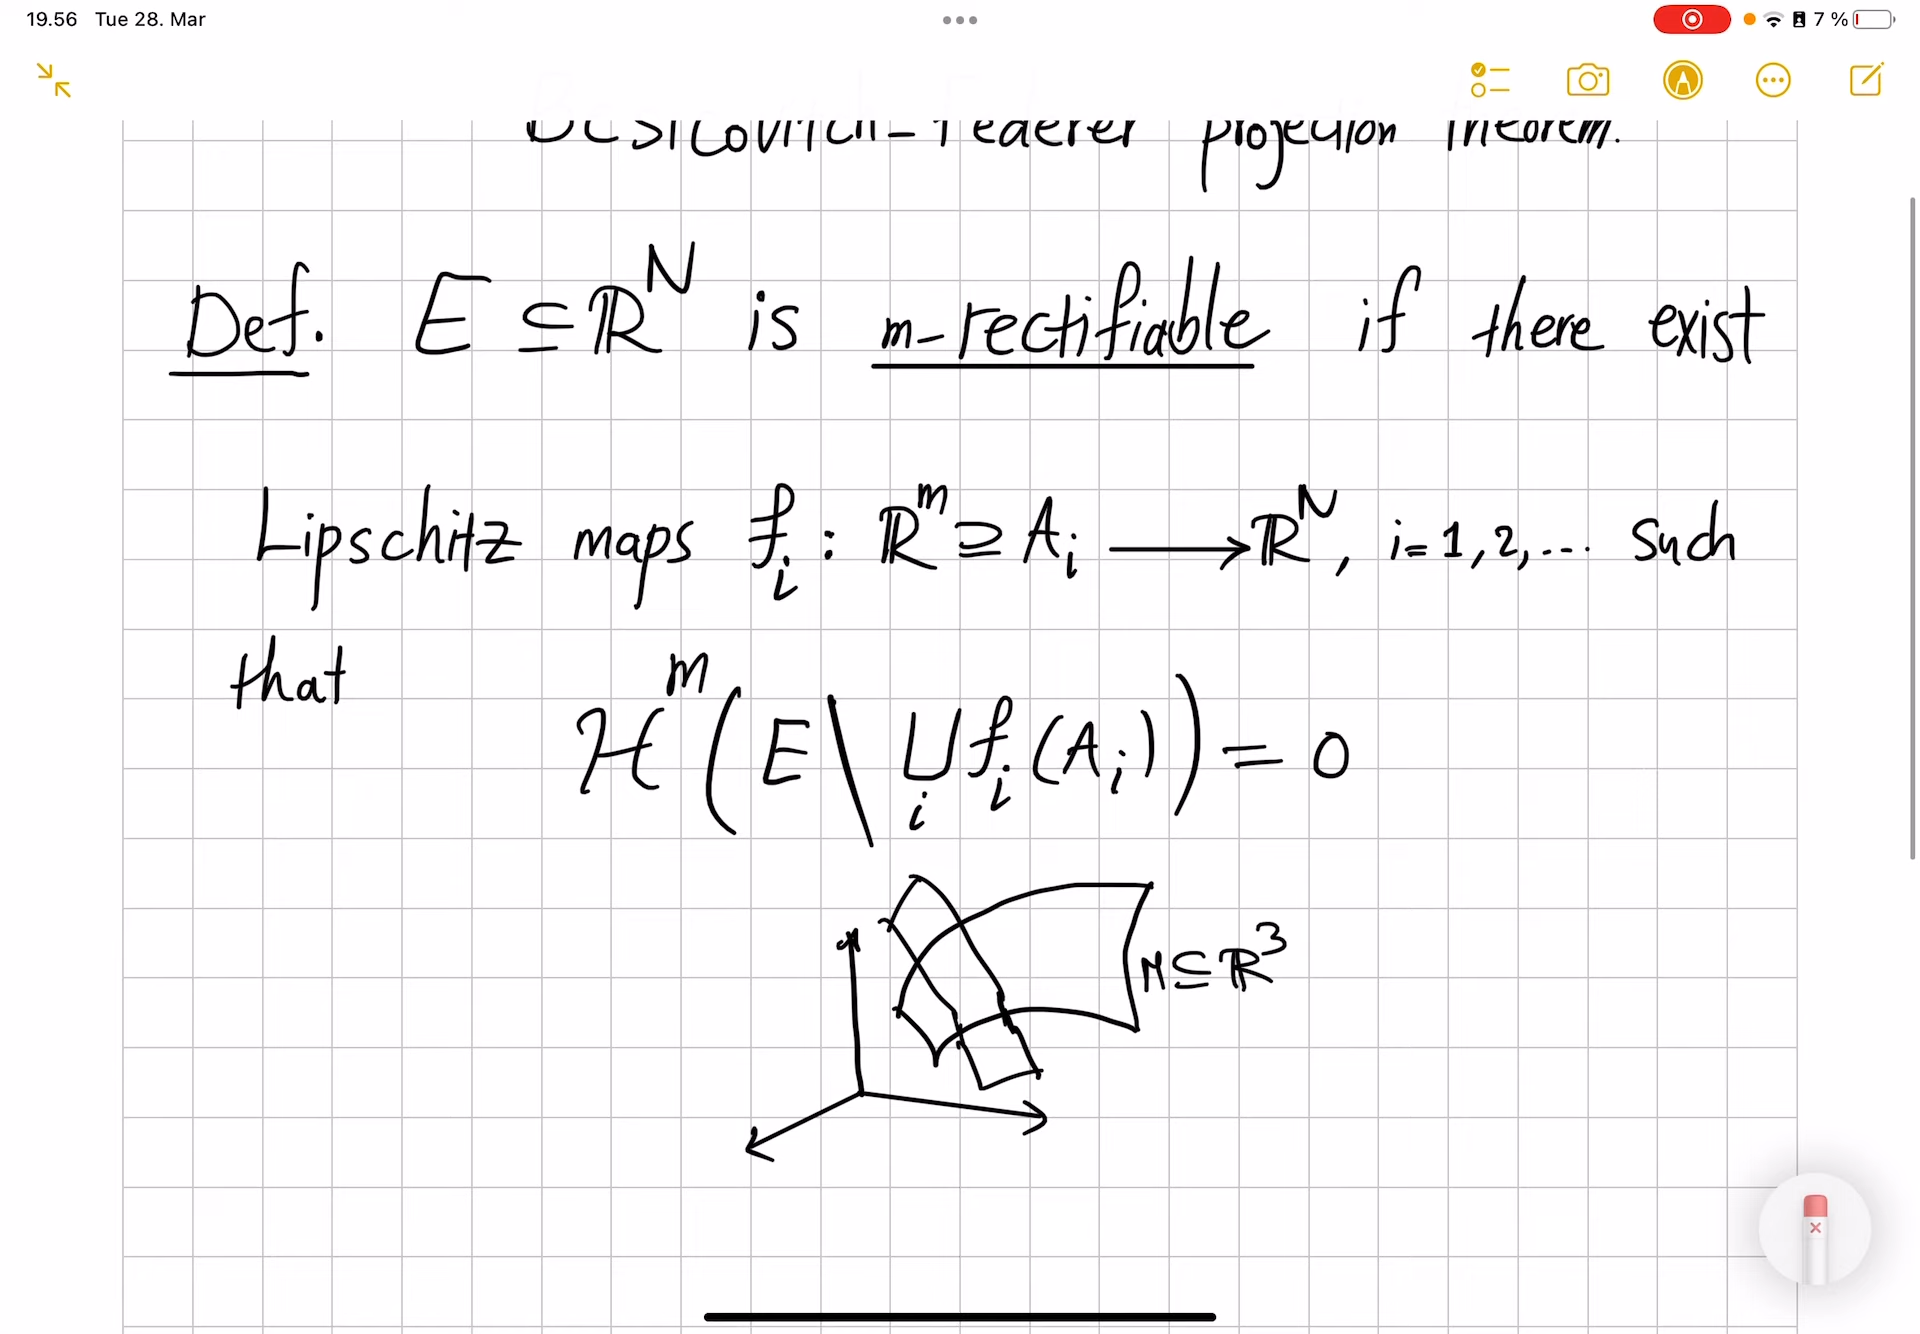 19.56 Tue 28. Mar
7 %
Besicovitch-Federer projection theorem.
Def. E ⊆ ℝ^N is m-rectifiable if there exist
Lipschitz maps f_i : ℝ^m ⊇ A_i ⟶ ℝ^N, i=1,2,... such
that
ℋ^m (E \ ⋃_i f_i (A_i)) = 0
M ⊆ ℝ^3